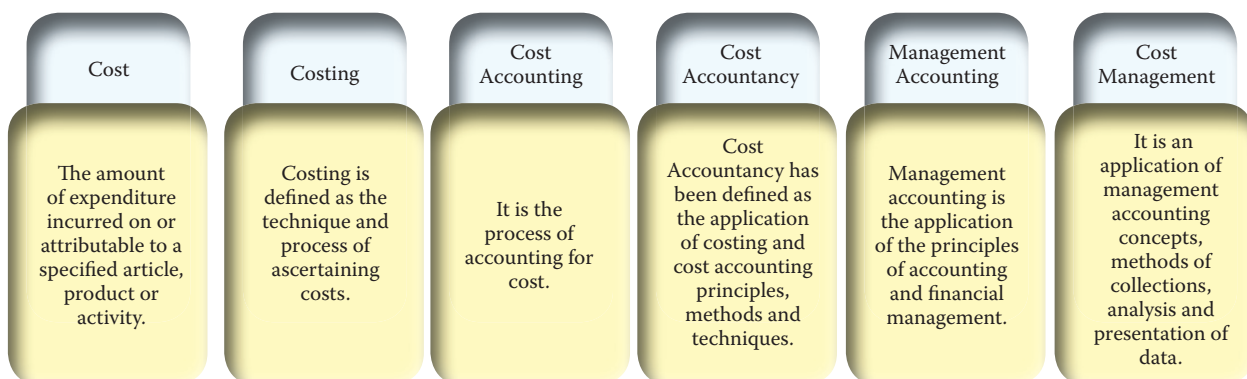 Cost
The amount
of expenditure
incurred on or
attributable to a
specified article,
product or
activity.
Costing
Costing is
defined as the
technique and
process of
ascertaining
costs.
Cost
Accounting
It is the
process of
accounting for
cost.
Cost
Accountancy
Cost
Accountancy has
been defined as
the application
of costing and
cost accounting
principles,
methods and
techniques.
Management
Accounting
Management
accounting is
the application
of the principles
of accounting
and financial
management.
Cost
Management
It is an
application of
management
accounting
concepts,
methods of
collections,
analysis and
presentation of
data.